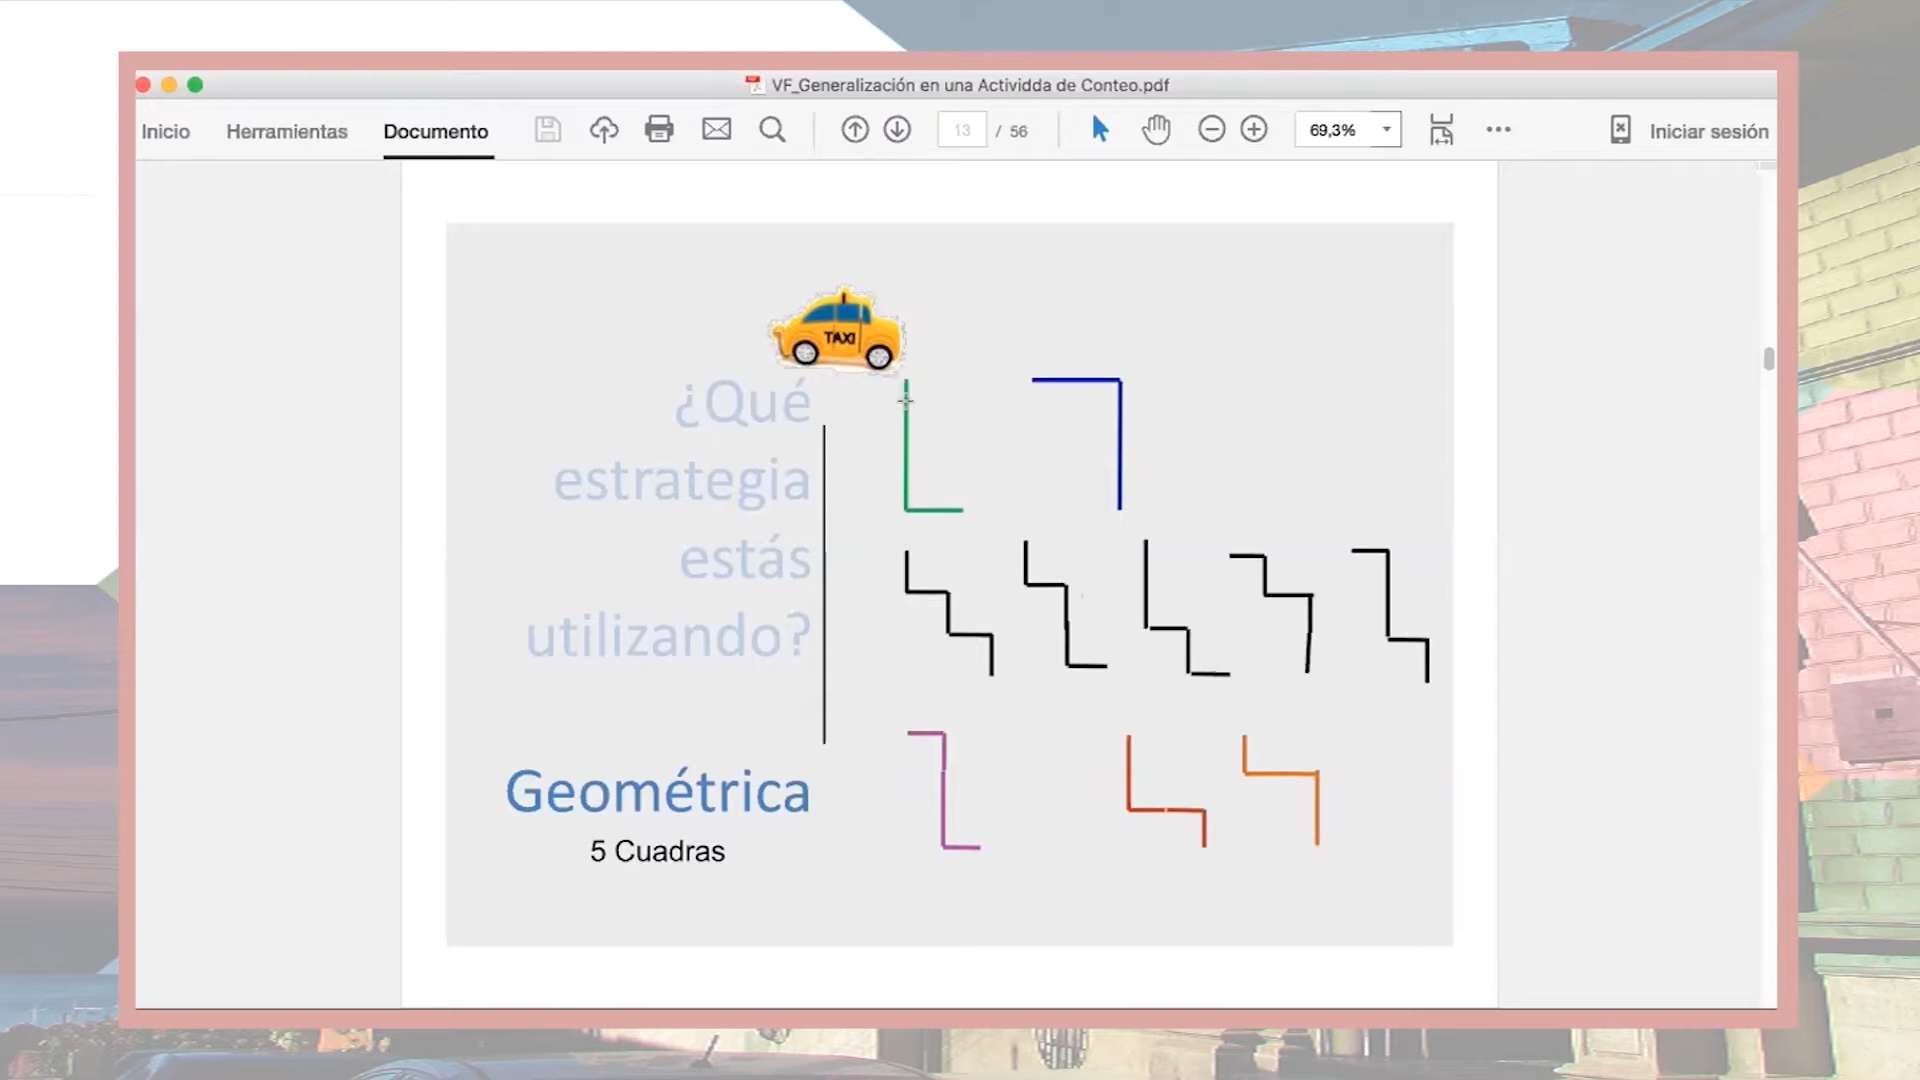 VF_Generalización en una Actividda de Conteo.pdf
Inicio
Herramientas
Documento
13 / 56
69,3%
Iniciar sesión
TAXI
¿Qué
estrategia
estás
utilizando?
Geométrica
5 Cuadras